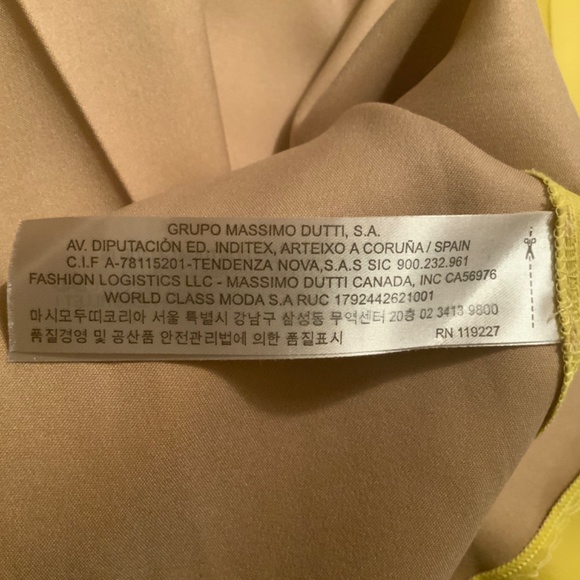 GRUPO MASSIMO DUTTI, S.A.
AV. DIPUTACIÓN ED. INDITEX, ARTEIXO A CORUÑA / SPAIN
C.I.F A-78115201-TENDENZA NOVA,S.A.S SIC 900.232.961
FASHION LOGISTICS LLC - MASSIMO DUTTI CANADA, INC CA56976
WORLD CLASS MODA S.A RUC 1792442621001
마시모두띠코리아 서울 특별시 강남구 삼성동 무역센터 20층 02 3413 9800
품질경영 및 공산품 안전관리법에 의한 품질표시 RN 119227